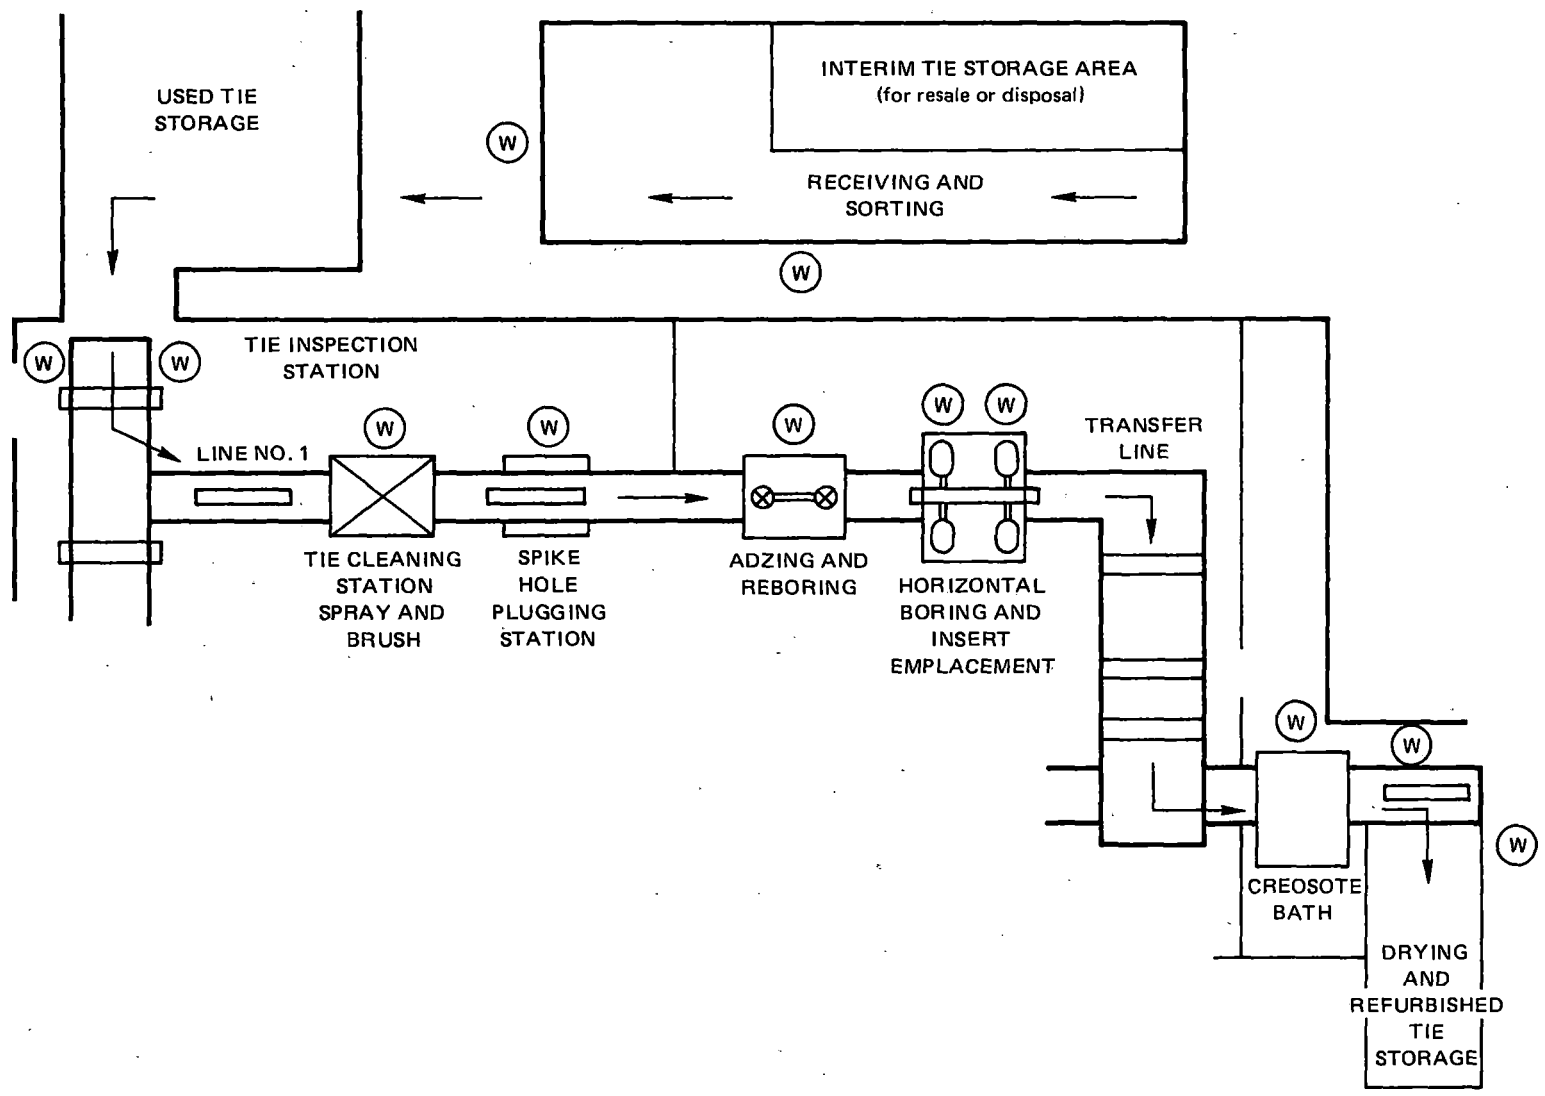 INTERIM TIE STORAGE AREA
(for resale or disposal)
USED TIE
STORAGE
W
RECEIVING AND
SORTING
W
TIE INSPECTION
STATION
W
W
LINE NO. 1
W
W
W
W
W
TRANSFER
LINE
TIE CLEANING
STATION
SPRAY AND
BRUSH
SPIKE
HOLE
PLUGGING
STATION
ADZING AND
REBORING
HORIZONTAL
BORING AND
INSERT
EMPLACEMENT
W
W
W
CREOSOTE
BATH
DRYING
AND
REFURBISHED
TIE
STORAGE